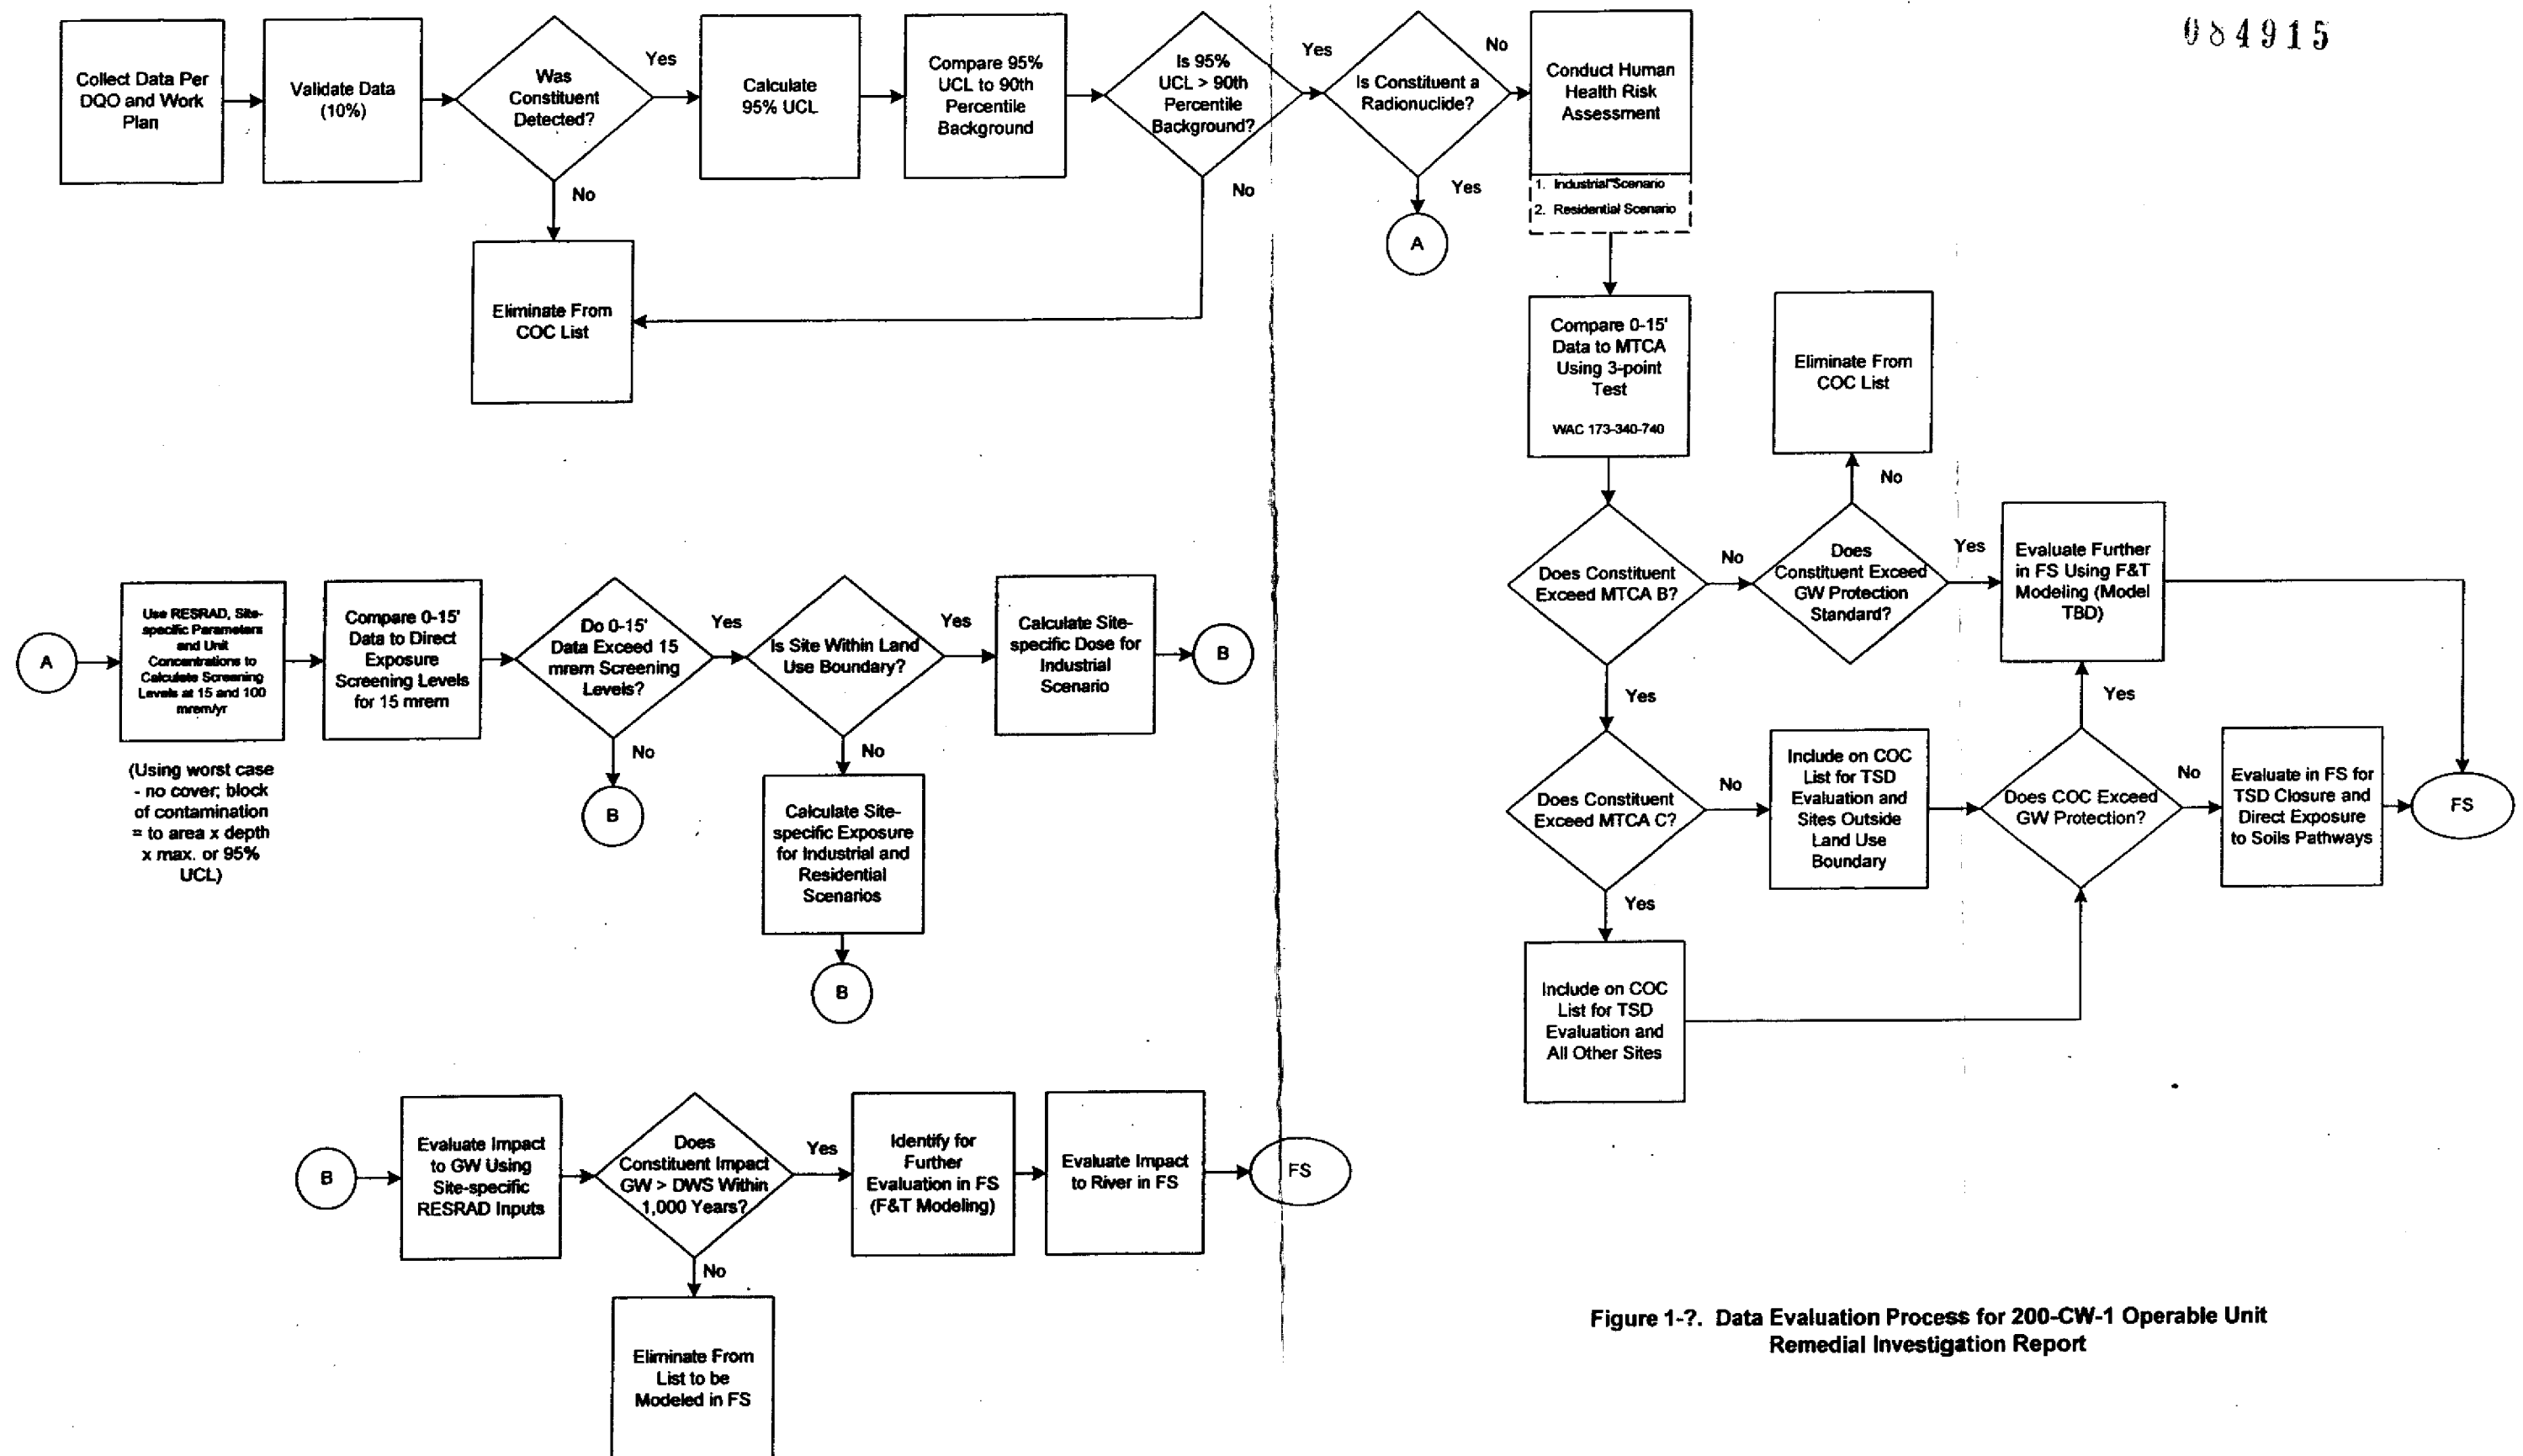 084915
Collect Data Per
DQO and Work
Plan
Validate Data
(10%)
Was
Constituent
Detected?
Yes
No
Calculate
95% UCL
Compare 95%
UCL to 90th
Percentile
Background
Is 95%
UCL > 90th
Percentile
Background?
Yes
No
Is Constituent a
Radionuclide?
No
Yes
A
Conduct Human
Health Risk
Assessment
1. Industrial Scenario
2. Residential Scenario
Eliminate From
COC List
Compare 0-15'
Data to MTCA
Using 3-point
Test
WAC 173-340-740
Eliminate From
COC List
No
Does Constituent
Exceed MTCA B?
No
Yes
Does
Constituent Exceed
GW Protection
Standard?
Yes
Evaluate Further
in FS Using F&T
Modeling (Model
TBD)
Yes
Does Constituent
Exceed MTCA C?
No
Yes
Include on COC
List for TSD
Evaluation and
Sites Outside
Land Use
Boundary
Does COC Exceed
GW Protection?
No
Evaluate in FS for
TSD Closure and
Direct Exposure
to Soils Pathways
FS
Include on COC
List for TSD
Evaluation and
All Other Sites
A
Use RESRAD, Site-
specific Parameters
and Unit
Concentrations to
Calculate Screening
Levels at 15 and 100
mrem/yr
(Using worst case
- no cover; block
of contamination
= to area x depth
x max. or 95%
UCL)
Compare 0-15'
Data to Direct
Exposure
Screening Levels
for 15 mrem
Do 0-15'
Data Exceed 15
mrem Screening
Levels?
Yes
No
B
Is Site Within Land
Use Boundary?
Yes
No
Calculate Site-
specific Dose for
Industrial
Scenario
B
Calculate Site-
specific Exposure
for Industrial and
Residential
Scenarios
B
B
Evaluate Impact
to GW Using
Site-specific
RESRAD Inputs
Does
Constituent Impact
GW > DWS Within
1,000 Years?
Yes
No
Identify for
Further
Evaluation in FS
(F&T Modeling)
Evaluate Impact
to River in FS
FS
Eliminate From
List to be
Modeled in FS
Figure 1-?. Data Evaluation Process for 200-CW-1 Operable Unit
Remedial Investigation Report